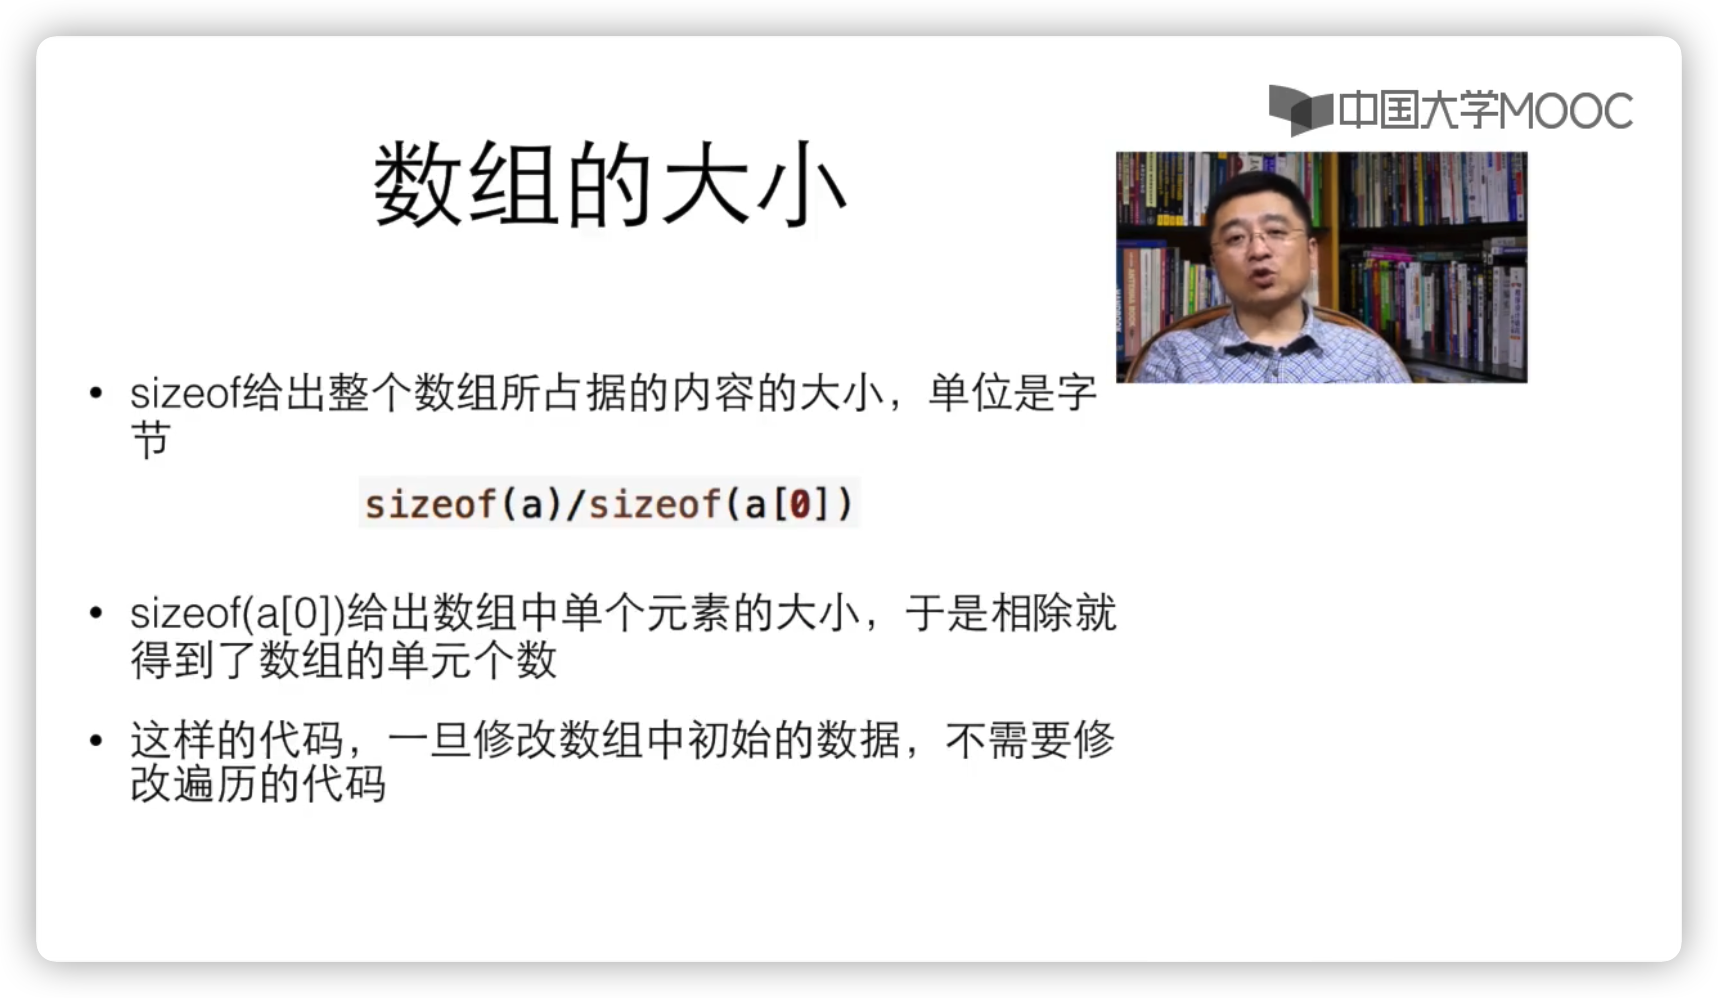 中国大学MOOC
数组的大小
sizeof给出整个数组所占据的内容的大小，单位是字
节
sizeof(a)/sizeof(a[0])
sizeof(a[0])给出数组中单个元素的大小，于是相除就
得到了数组的单元个数
这样的代码，一旦修改数组中初始的数据，不需要修
改遍历的代码